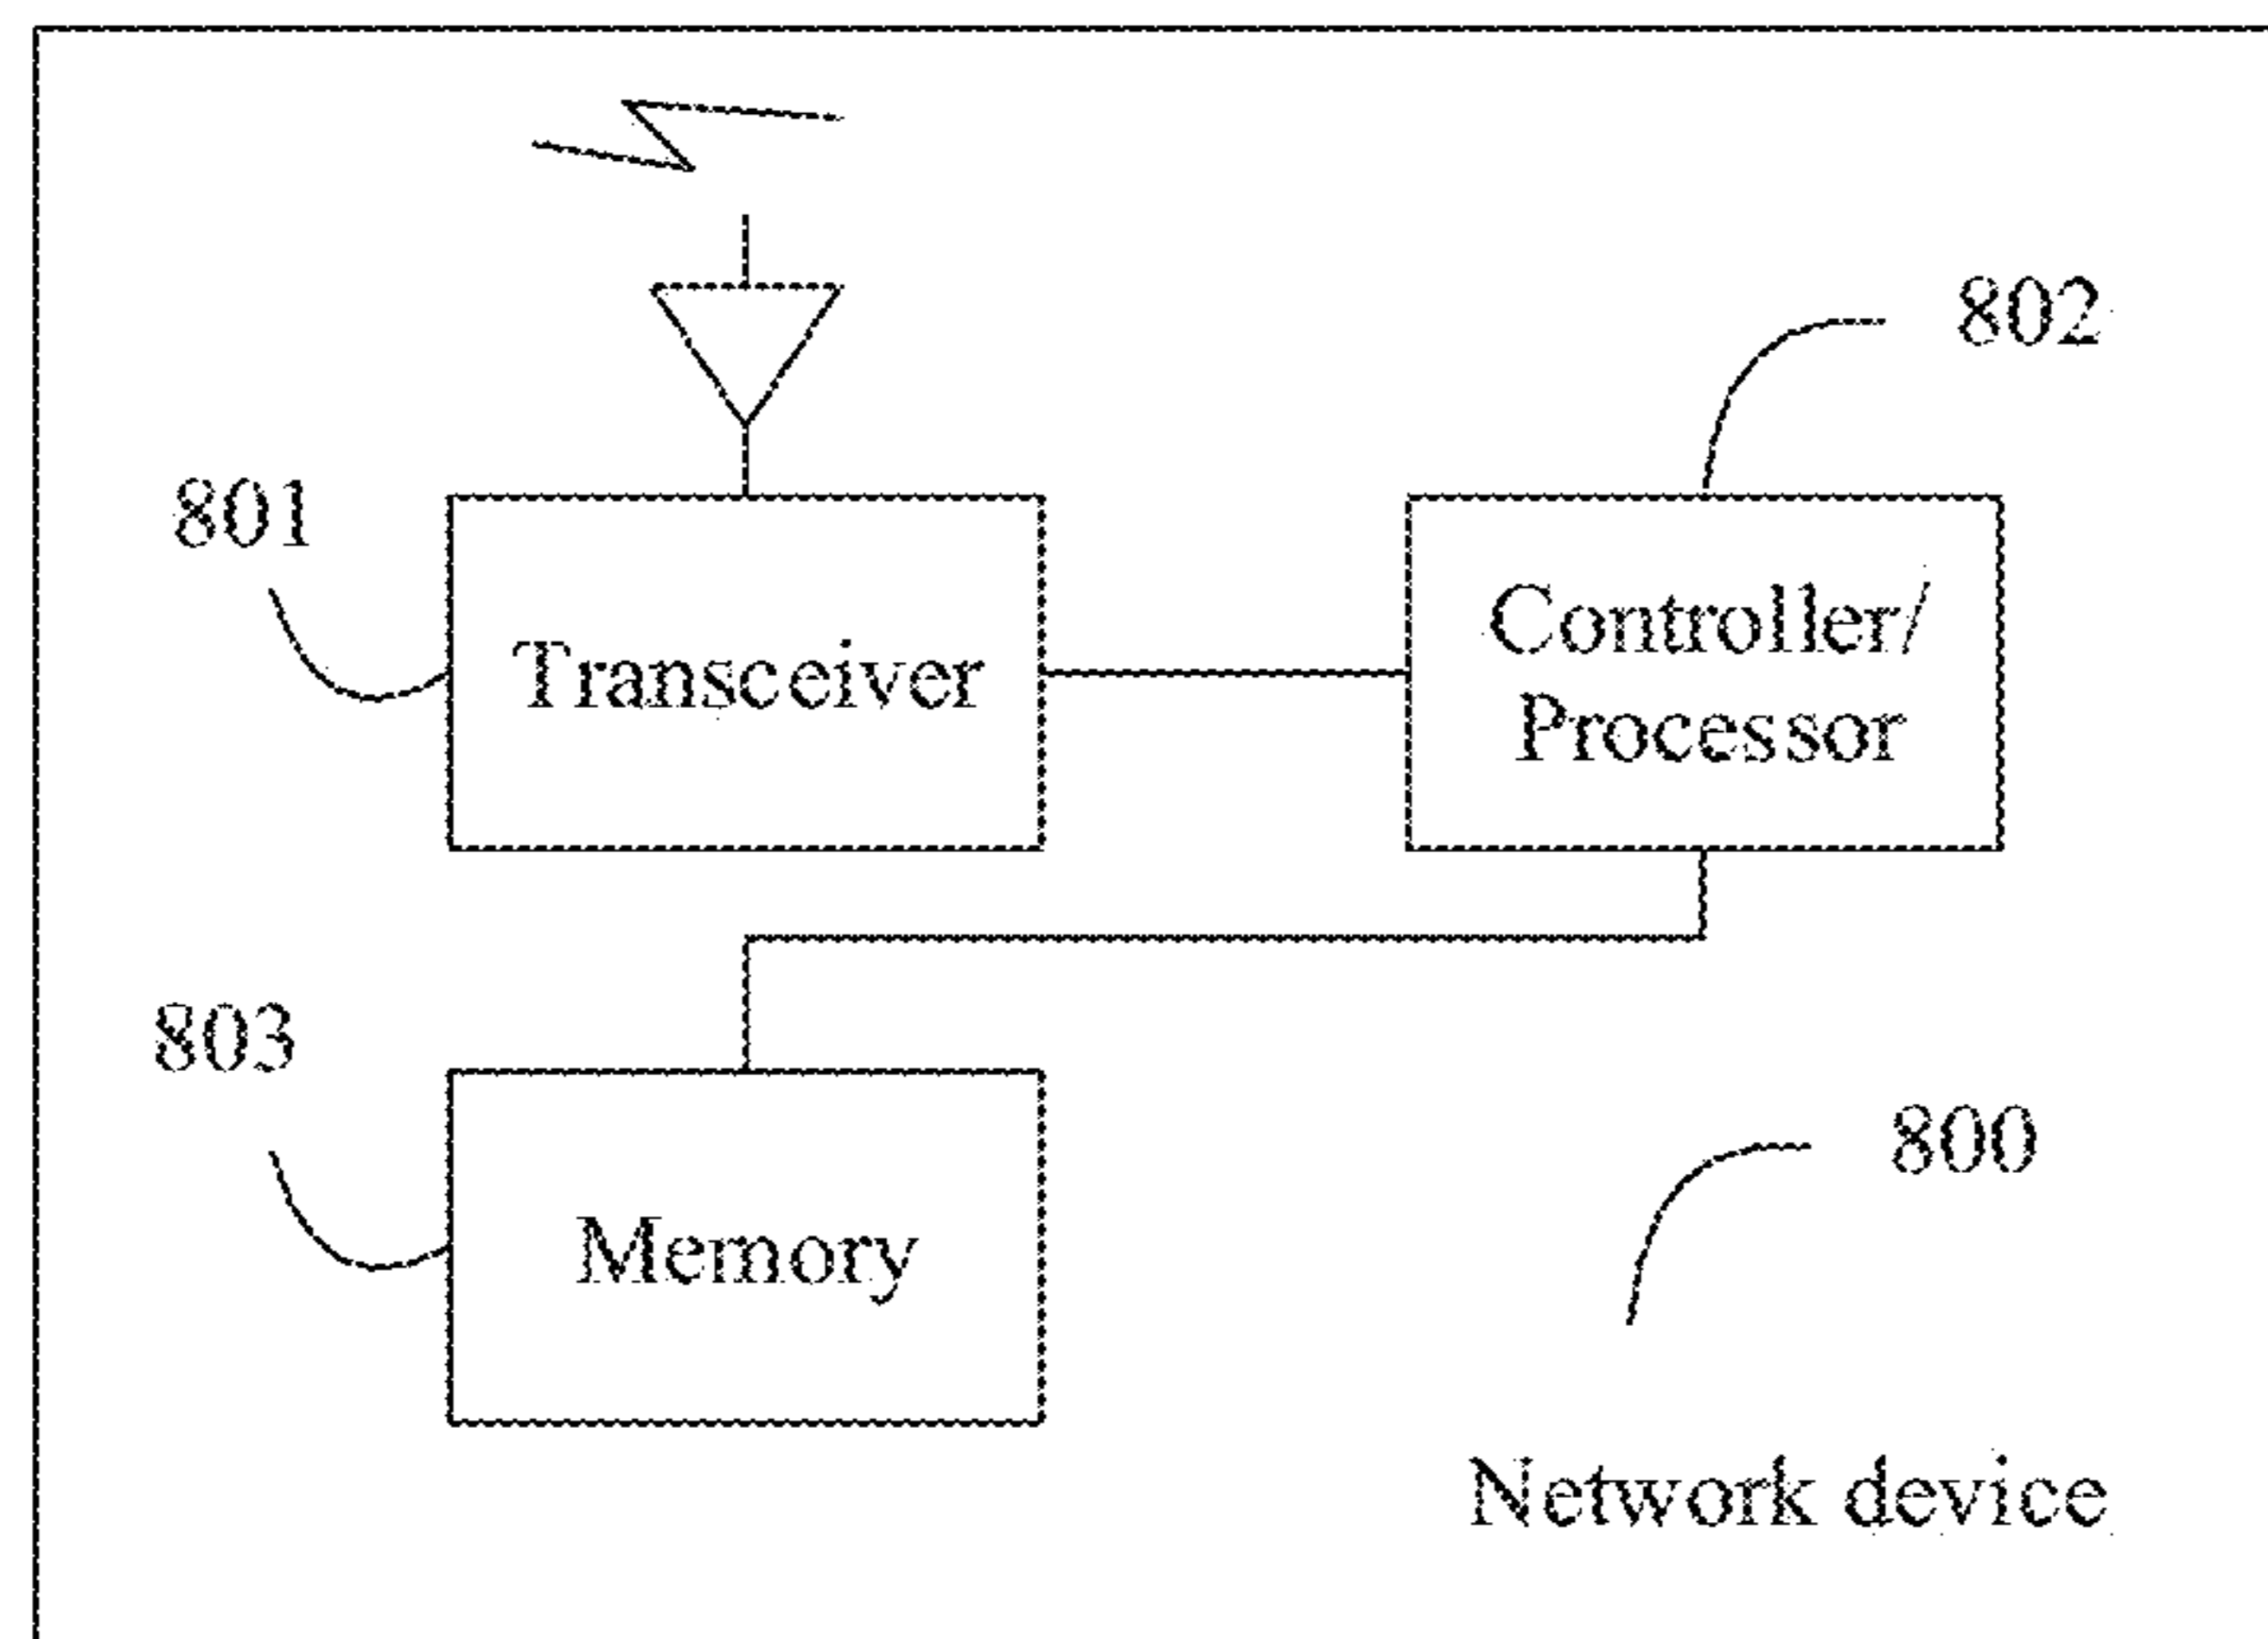 802
801
Transceiver
Controller/
Processor
803
800
Memory
Network device